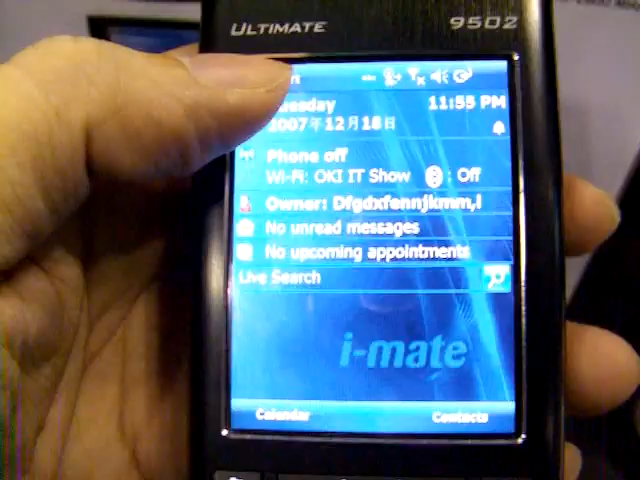 ULTIMATE 9502
11:55 PM
2007年12月18日
Phone off
Wi-Fi: OKI IT Show : Off
Owner: Dfgdxfennjkmm,l
No unread messages
No upcoming appointments
Live Search
i-mate
Calendar Contacts